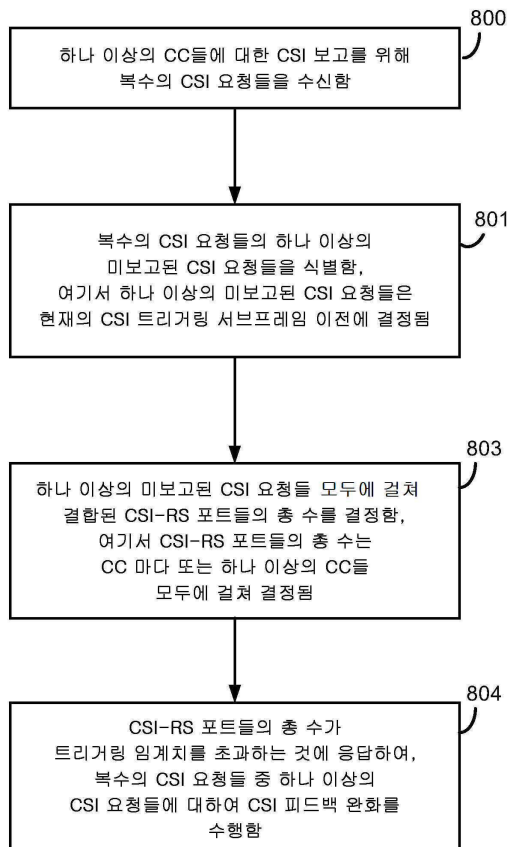 800
하나 이상의 CC들에 대한 CSI 보고를 위해
복수의 CSI 요청들을 수신함
801
복수의 CSI 요청들의 하나 이상의
미보고된 CSI 요청들을 식별함,
여기서 하나 이상의 미보고된 CSI 요청들은
현재의 CSI 트리거링 서브프레임 이전에 결정됨
803
하나 이상의 미보고된 CSI 요청들 모두에 걸쳐
결합된 CSI-RS 포트들의 총 수를 결정함,
여기서 CSI-RS 포트들의 총 수는
CC 마다 또는 하나 이상의 CC들
모두에 걸쳐 결정됨
804
CSI-RS 포트들의 총 수가
트리거링 임계치를 초과하는 것에 응답하여,
복수의 CSI 요청들 중 하나 이상의
CSI 요청들에 대하여 CSI 피드백 완화를
수행함